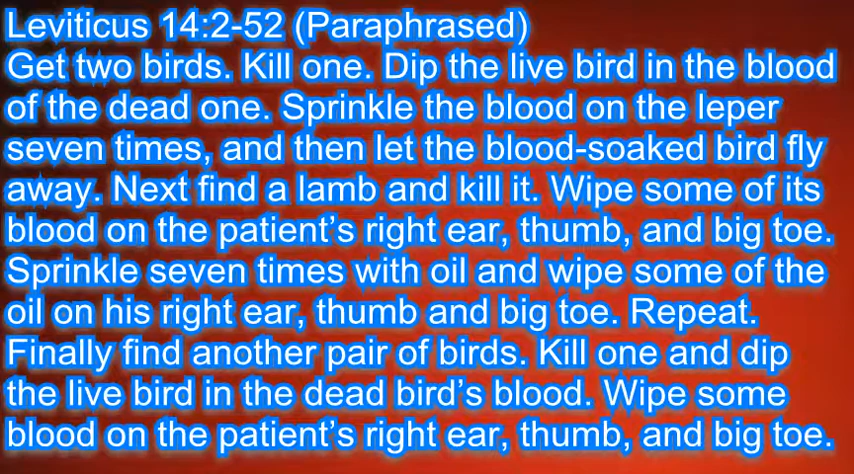 Leviticus 14:2-52 (Paraphrased)
Get two birds. Kill one. Dip the live bird in the blood
of the dead one. Sprinkle the blood on the leper
seven times, and then let the blood-soaked bird fly
away. Next find a lamb and kill it. Wipe some of its
blood on the patient’s right ear, thumb, and big toe.
Sprinkle seven times with oil and wipe some of the
oil on his right ear, thumb and big toe. Repeat.
Finally find another pair of birds. Kill one and dip
the live bird in the dead bird’s blood. Wipe some
blood on the patient’s right ear, thumb, and big toe.